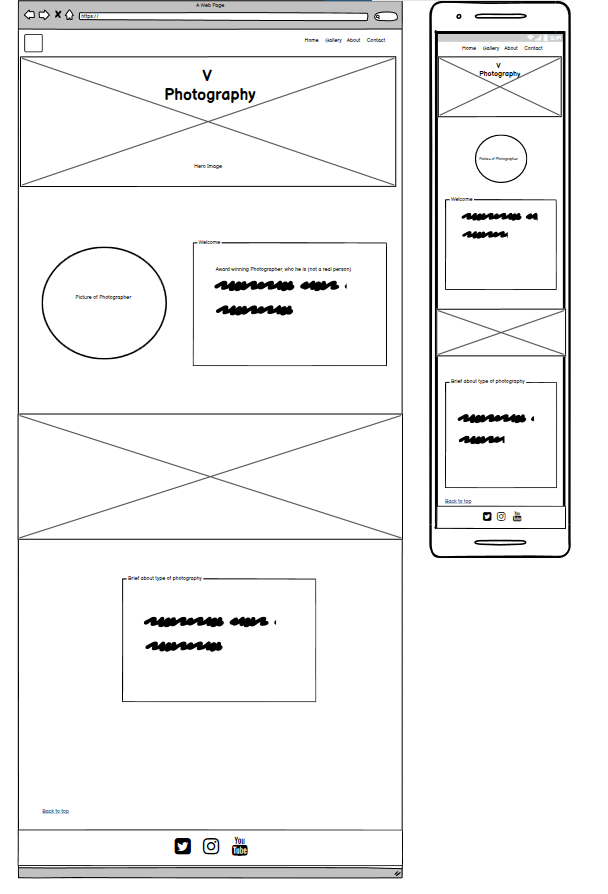 A Web Page
https://
Home Gallery About Contact
V
Photography
Hero Image
Picture of Photographer
Welcome
Award winning Photographer, who he is (not a real person)
Brief about type of photography
Back to top
You
Tube
Home Gallery About Contact
V
Photography
Picture of Photographer
Welcome
Brief about type of photography
Back to top
You
Tube